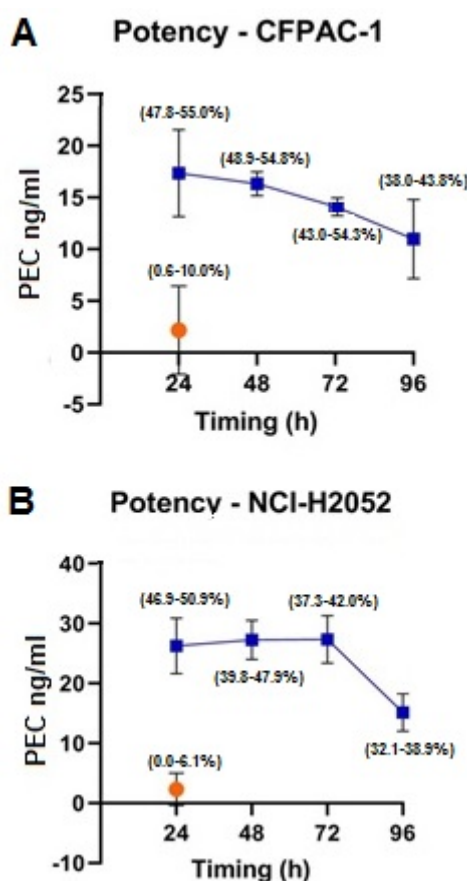 A
Potency - CFPAC-1
25
(47.8-55.0%)
20
(48.9-54.8%)
(38.0-43.8%)
15
(43.0-54.3%)
10
PEC ng/ml
(0.6-10.0%)
5
0
24 48 72 96
-5
Timing (h)
B
Potency - NCI-H2052
40
(46.9-50.9%)
(37.3-42.0%)
30
(39.8-47.9%)
20
PEC ng/ml
(32.1-38.9%)
10
(0.0-6.1%)
0
24 48 72 96
-10
Timing (h)